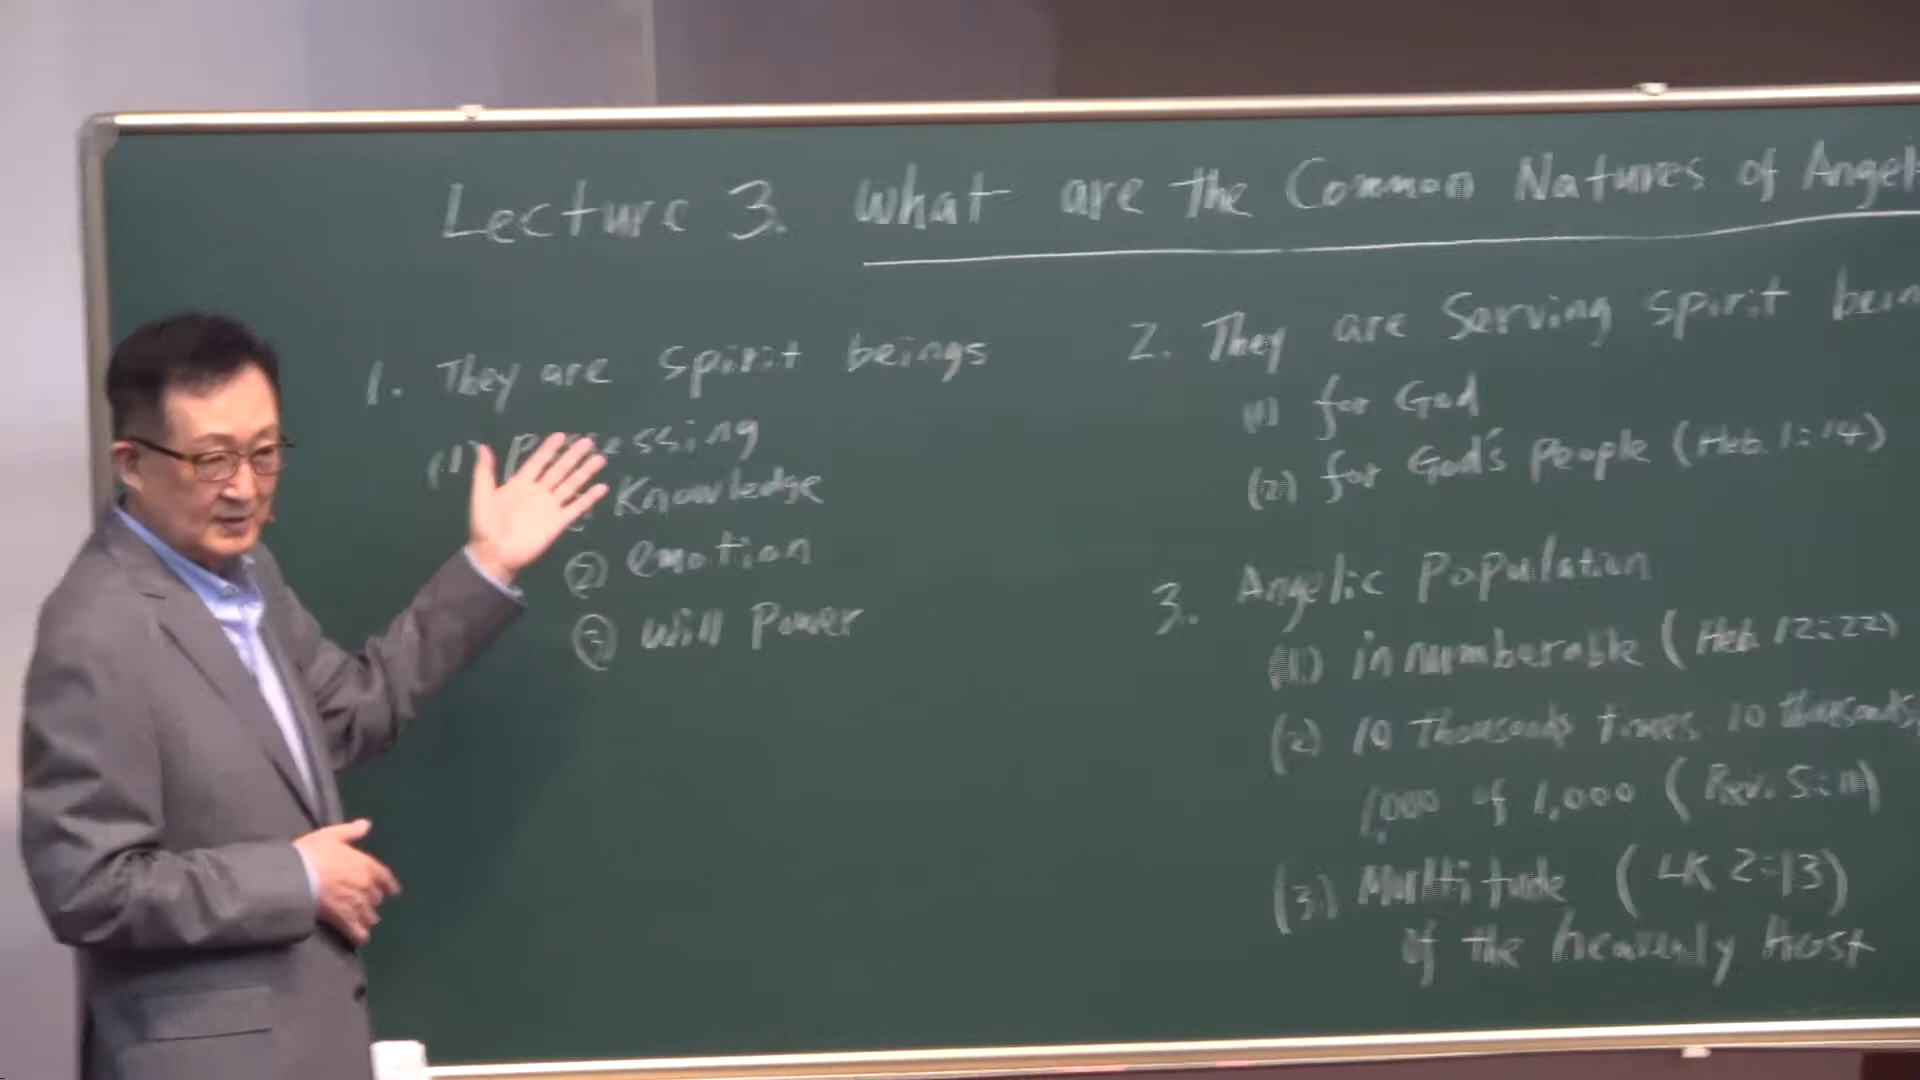 Lecture 3. What are the Common Natures of Angels
1. They are Spirit beings
(1) Possessing
Knowledge
② emotion
③ Will Power
2. They are Serving Spirit bein
(1) for God
(2) for God's People (Heb. 1:14)
3. Angelic Population
(1) innumberable (Heb. 12:22)
(2) 10 Thousands times 10 thousands,
1,000 of 1,000 (Rev. 5:11)
(3) Multitude (LK 2:13)
of the heavenly Host